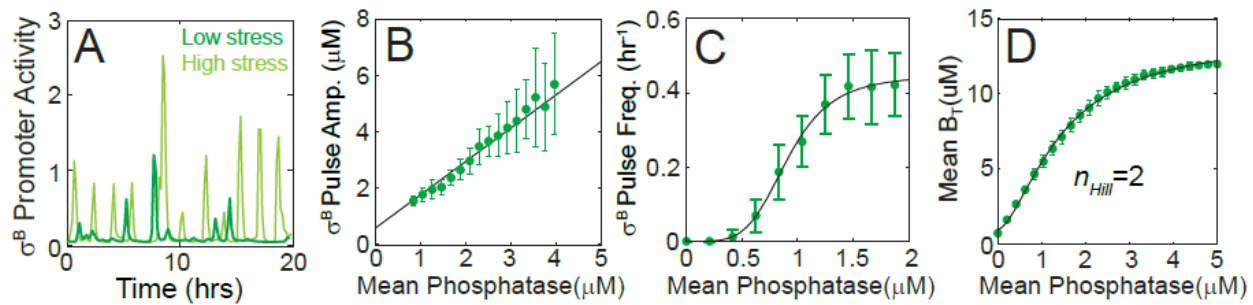 A
Low stress
High stress
σᴮ Promoter Activity
3
2
1
0
0
10
20
Time (hrs)
B
σᴮ Pulse Amp. (μM)
8
6
4
2
0
0
1
2
3
4
5
Mean Phosphatase(μM)
C
σᴮ Pulse Freq. (hr⁻¹)
0.6
0.4
0.2
0
0
0.5
1
1.5
2
Mean Phosphatase(μM)
D
Mean B_T(uM)
15
10
5
0
n_Hill=2
0
1
2
3
4
5
Mean Phosphatase(μM)